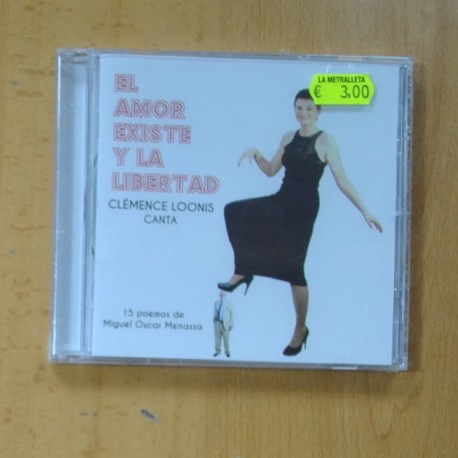 LA METRALLETA
€ 3,00
EL
AMOR
EXISTE
Y LA
LIBERTAD
CLÉMENCE LOONIS
CANTA
15 poemas de
Miguel Oscar Menassa